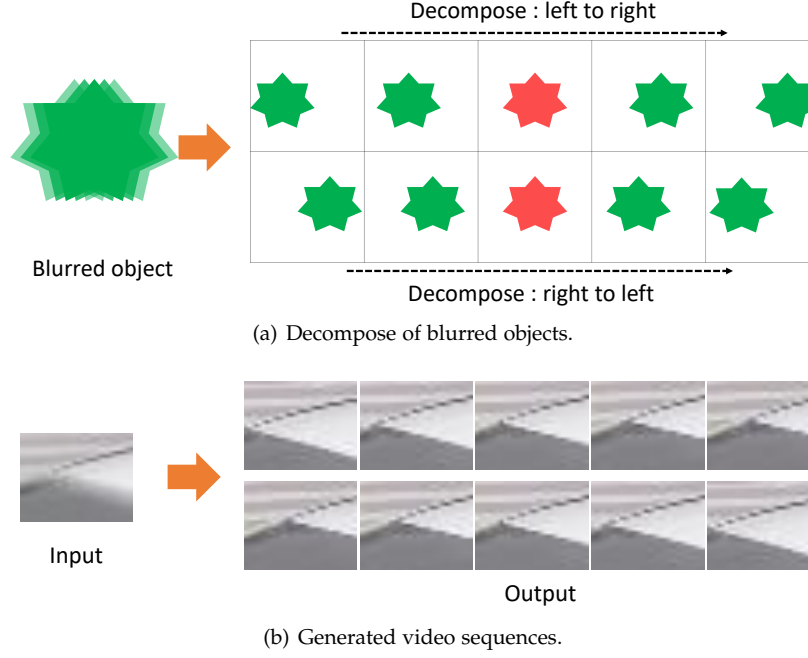 Decompose : left to right
Blurred object
Decompose : right to left
(a) Decompose of blurred objects.
Input
Output
(b) Generated video sequences.